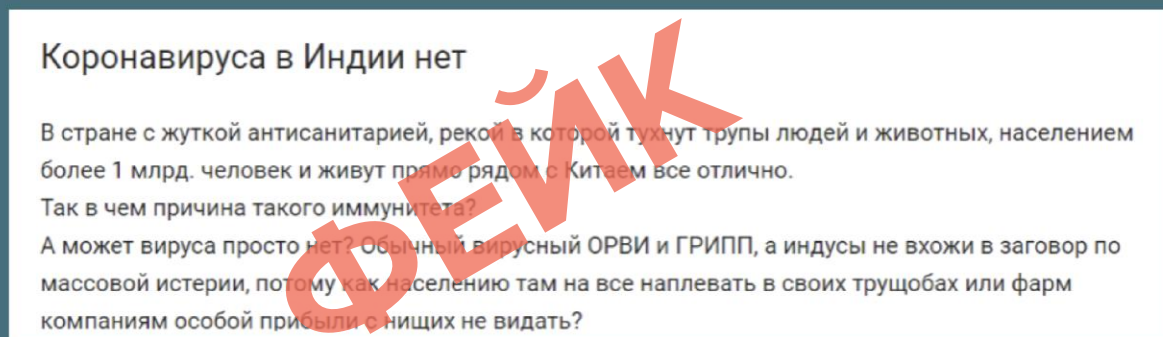 Коронавируса в Индии нет
В стране с жуткой антисанитарией, рекой в которой тухнут трупы людей и животных, населением
более 1 млрд. человек и живут прямо рядом с Китаем все отлично.
Так в чем причина такого иммунитета?
А может вируса просто нет? Обычный вирусный ОРВИ и ГРИПП, а индусы не вхожи в заговор по
массовой истерии, потому как населению там на все наплевать в своих трущобах или фарм
компаниям особой прибыли с нищих не видать?
ФЕЙК